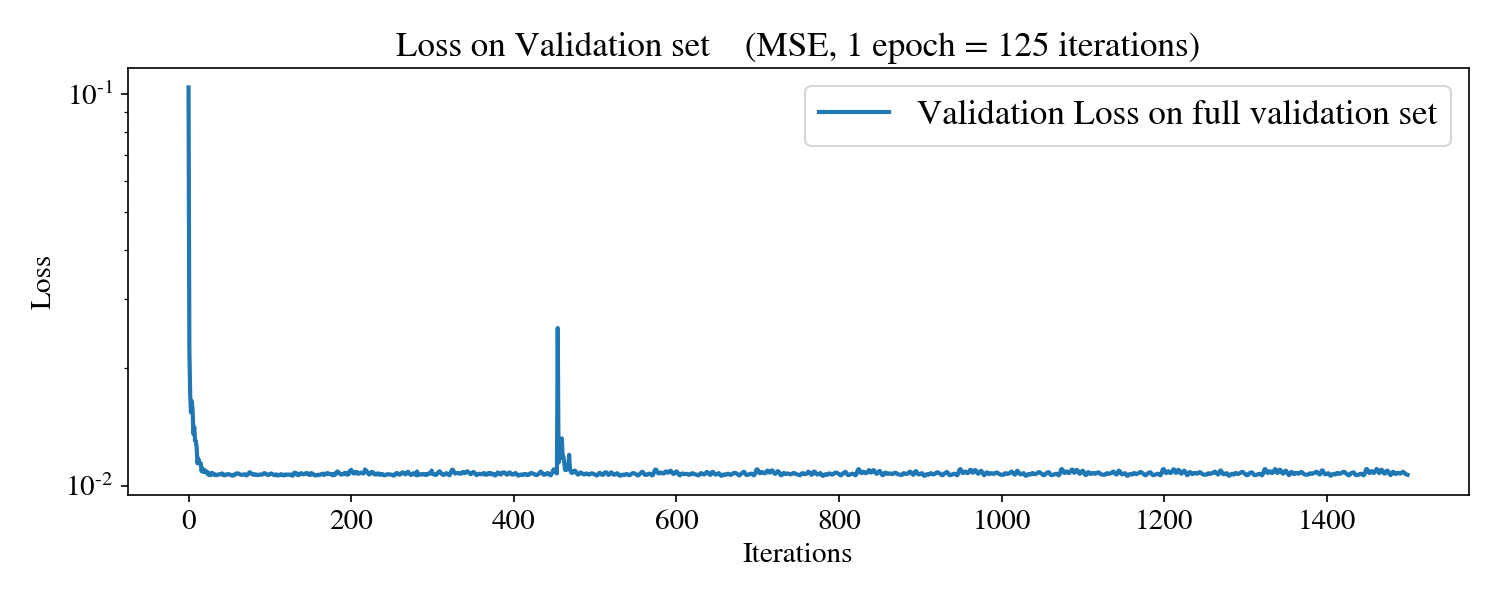 Loss on Validation set (MSE, 1 epoch = 125 iterations)
Validation Loss on full validation set
Loss
10^-1
10^-2
0 200 400 600 800 1000 1200 1400
Iterations